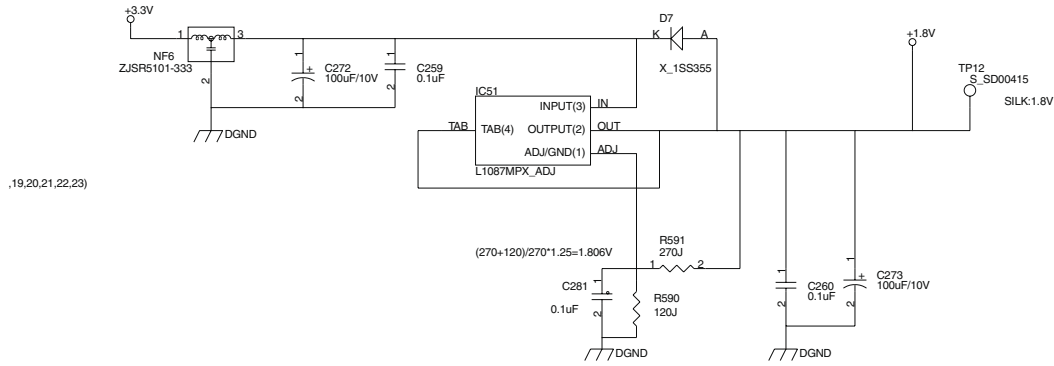 +3.3V
1
3
NF6
ZJSR5101-333
2
DGND
1
+
C272
100uF/10V
2
1
C259
0.1uF
2
D7
K
A
X_1SS355
+1.8V
TP12
S_SD00415
SILK:1.8V
IC51
INPUT(3)
IN
TAB
TAB(4)
OUTPUT(2)
OUT
ADJ/GND(1)
ADJ
L1087MPX_ADJ
,19,20,21,22,23)
(270+120)/270*1.25=1.806V
R591
270J
1
2
C281
1
0.1uF
2
R590
120J
DGND
1
C260
0.1uF
2
1
+
C273
100uF/10V
2
DGND